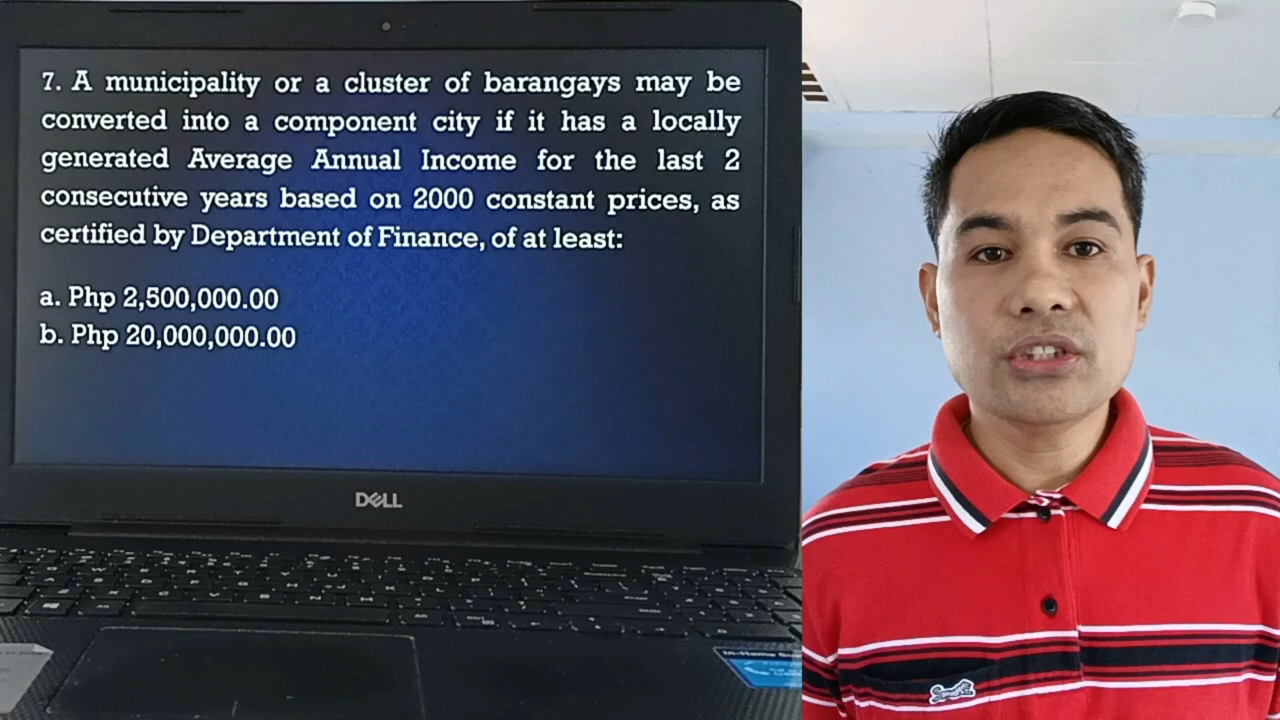 7. A municipality or a cluster of barangays may be
converted into a component city if it has a locally
generated Average Annual Income for the last 2
consecutive years based on 2000 constant prices, as
certified by Department of Finance, of at least:
a. Php 2,500,000.00
b. Php 20,000,000.00
DELL